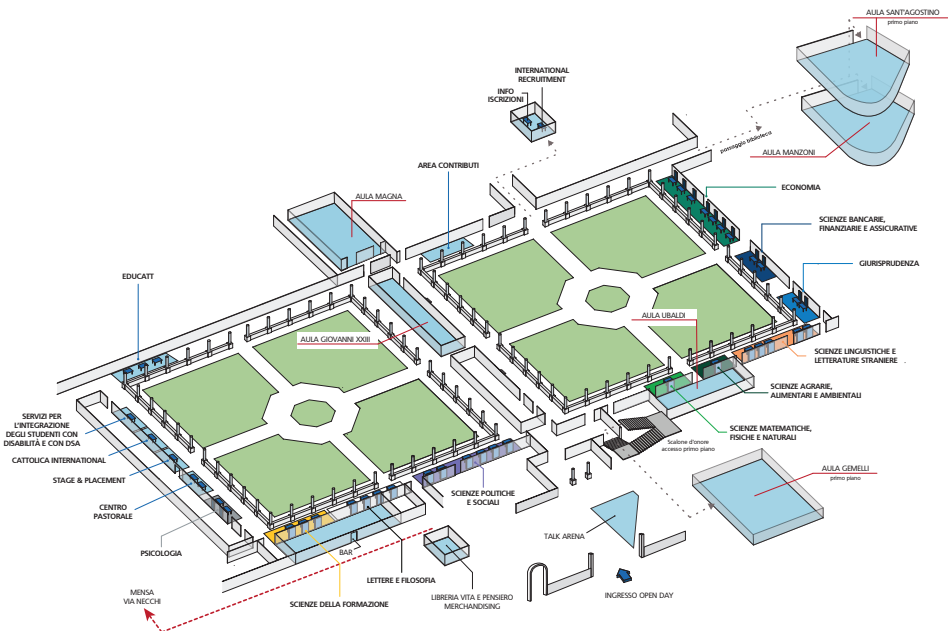 AULA SANT'AGOSTINO
primo piano
INTERNATIONAL
RECRUITMENT
INFO
ISCRIZIONI
passaggio biblioteca
AULA MANZONI
AREA CONTRIBUTI
ECONOMIA
AULA MAGNA
SCIENZE BANCARIE,
FINANZIARIE E ASSICURATIVE
GIURISPRUDENZA
EDUCATT
AULA UBALDI
AULA GIOVANNI XXIII
SCIENZE LINGUISTICHE E
LETTERATURE STRANIERE
SCIENZE AGRARIE,
ALIMENTARI E AMBIENTALI
SERVIZI PER
L'INTEGRAZIONE
DEGLI STUDENTI CON
DISABILITÀ E CON DSA
SCIENZE MATEMATICHE,
FISICHE E NATURALI
CATTOLICA INTERNATIONAL
Scalone d'onore
accesso primo piano
STAGE & PLACEMENT
AULA GEMELLI
primo piano
SCIENZE POLITICHE
E SOCIALI
CENTRO
PASTORALE
TALK ARENA
PSICOLOGIA
BAR
LETTERE E FILOSOFIA
MENSA
VIA NECCHI
SCIENZE DELLA FORMAZIONE
LIBRERIA VITA E PENSIERO
MERCHANDISING
INGRESSO OPEN DAY